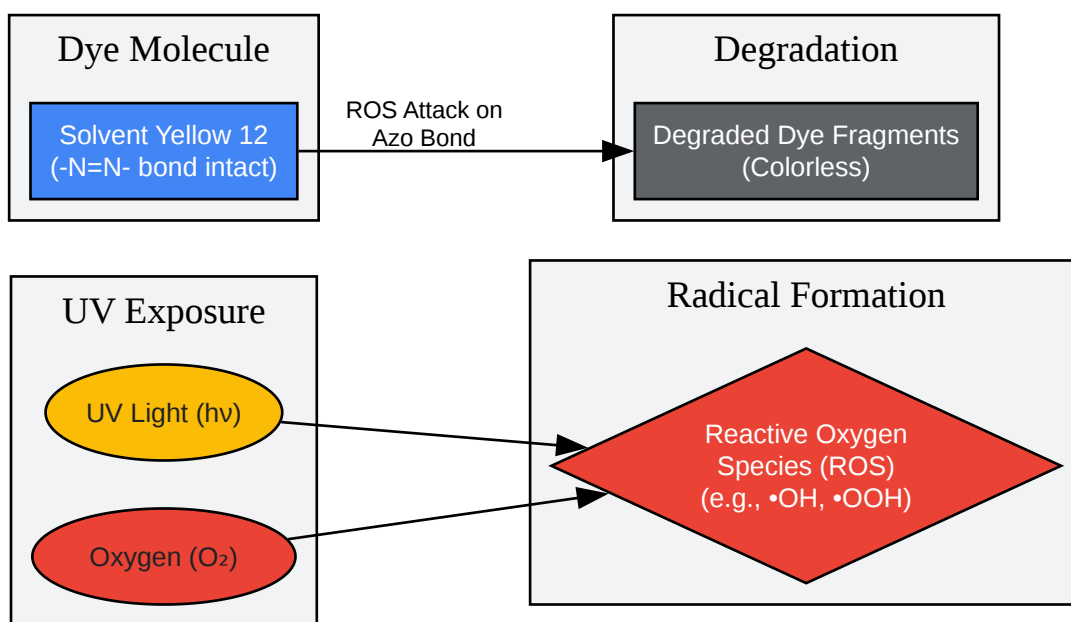 Dye Molecule
Solvent Yellow 12
(-N=N- bond intact)
ROS Attack on
Azo Bond
Degradation
Degraded Dye Fragments
(Colorless)
UV Exposure
UV Light (hν)
Oxygen (O₂)
Radical Formation
Reactive Oxygen
Species (ROS)
(e.g., •OH, •OOH)